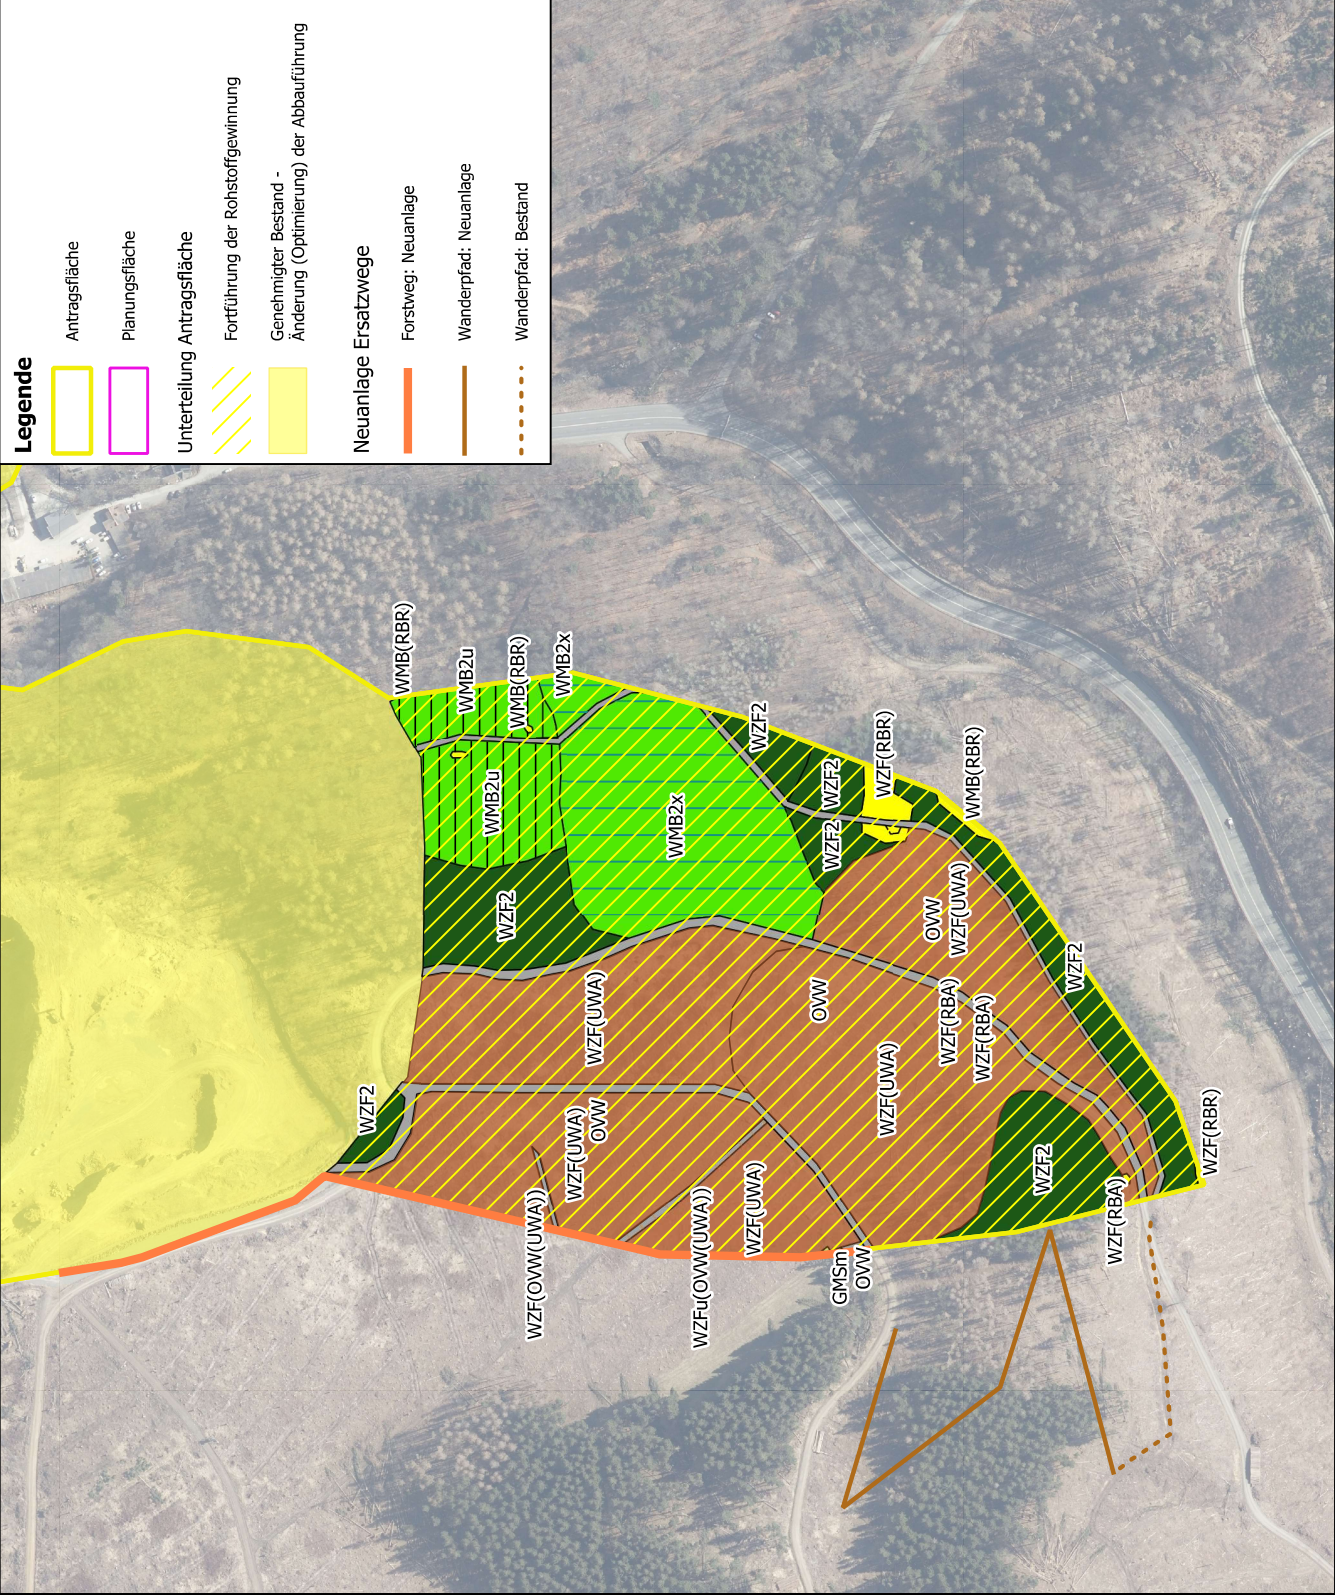 Legende
Antragsfläche
Planungsfläche
Unterteilung Antragsfläche
Fortführung der Rohstoffgewinnung
Genehmigter Bestand -
Änderung (Optimierung) der Abbauführung
Neuanlage Ersatzwege
Forstweg: Neuanlage
Wanderpfad: Neuanlage
Wanderpfad: Bestand
WMB(RBR)
WMB2u
WMB(RBR)
WMB2x
WMB2u
WZF2
WMB2x
WZF2
WZF2
WZF(RBR)
WMB(RBR)
WZF2
OVW
WZF(UWA)
WZF2
WZF(UWA)
OVW
WZF(RBA)
WZF(RBA)
WZF2
WZF(UWA)
OVW
WZF(UWA)
WZF2
WZF(RBR)
WZF(UWA)
WZF(RBA)
WZF(OVW(UWA))
WZFu(OVW(UWA))
GMSm
OVW